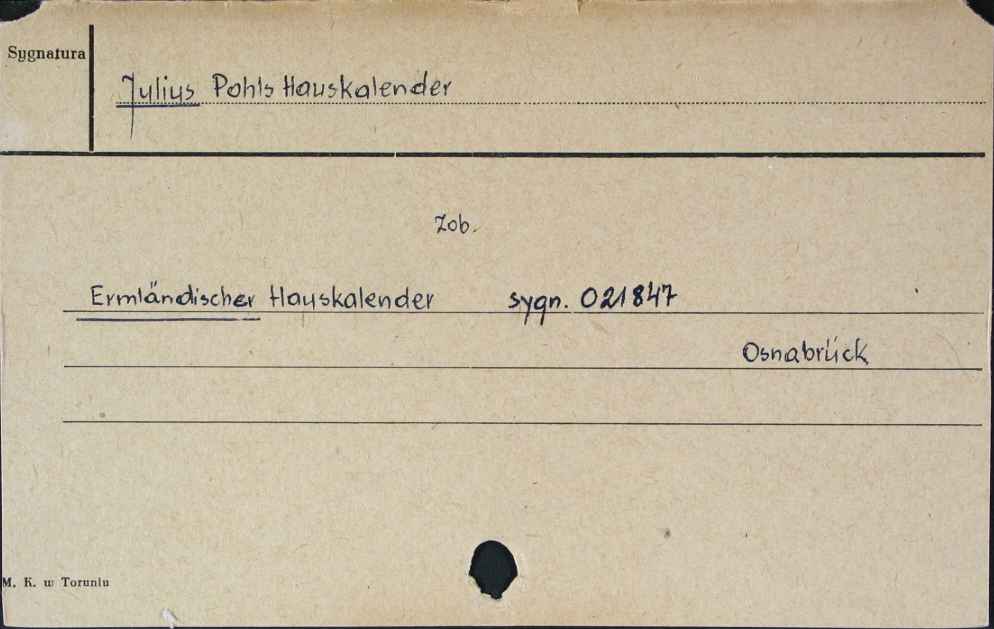 Sygnatura
Julius Pohls Hauskalender
Zob.
Ermländischer Hauskalender sygn. 021847
Osnabrück
M. K. w Toruniu